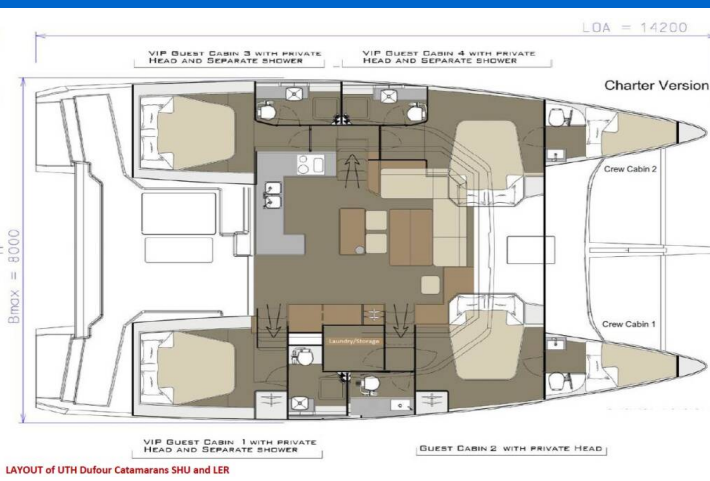 LOA = 14200
VIP Guest Cabin 3 with private
Head and Separate shower
VIP Guest Cabin 4 with private
Head and Separate shower
Charter Version
Crew Cabin 2
Bmax = 8000
Crew Cabin 1
Laundry/Storage
VIP Guest Cabin 1 with private
Head and Separate shower
Guest Cabin 2 with private Head
LAYOUT of UTH Dufour Catamarans SHU and LER